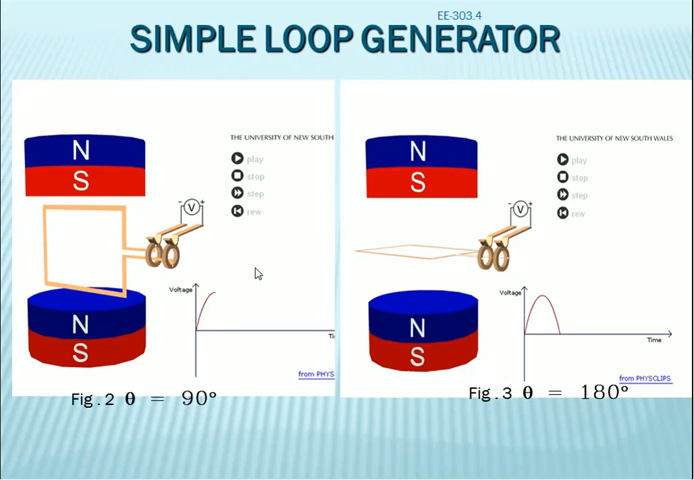 EE-303.4
SIMPLE LOOP GENERATOR
N
S
THE UNIVERSITY OF NEW SOUTH
play
stop
step
rew
- V +
N
S
Voltage
Ti
from PHYS
Fig.2 θ = 90°
N
S
THE UNIVERSITY OF NEW SOUTH WALES
play
stop
step
rew
- V +
N
S
Voltage
Time
from PHYSCLIPS
Fig.3 θ = 180°